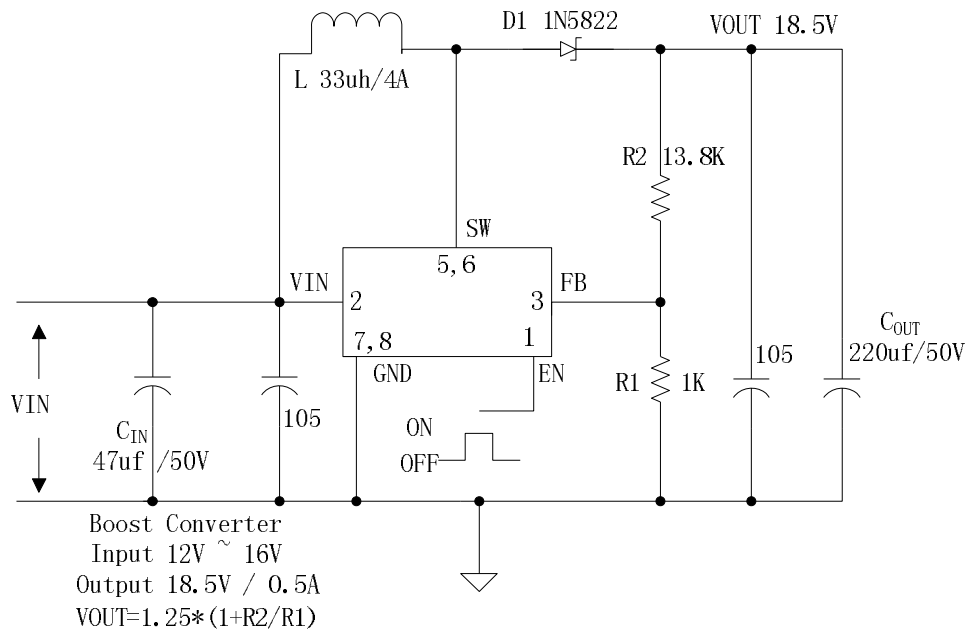 D1 1N5822
VOUT 18.5V
L 33uh/4A
R2 13.8K
SW
5,6
VIN
2
3
FB
7,8
1
GND
EN
R1 1K
105
COUT
220uf/50V
VIN
CIN
47uf /50V
105
ON
OFF
Boost Converter
Input 12V ~ 16V
Output 18.5V / 0.5A
VOUT=1.25*(1+R2/R1)